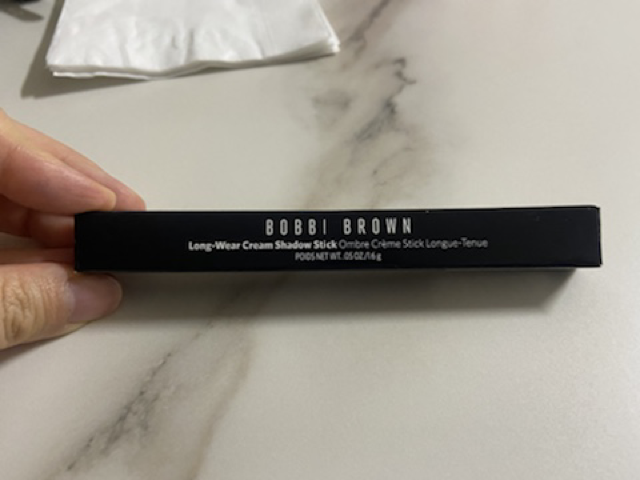 BOBBI BROWN
Long-Wear Cream Shadow Stick Ombre Crème Stick Longue-Tenue
POIDS NET WT. .05 OZ/1.6 g